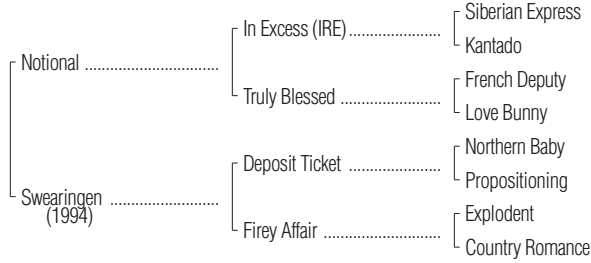 Siberian Express
In Excess (IRE)
Kantado
Notional
French Deputy
Truly Blessed
Love Bunny
Northern Baby
Deposit Ticket
Propositioning
Swearingen
(1994)
Explodent
Firey Affair
Country Romance